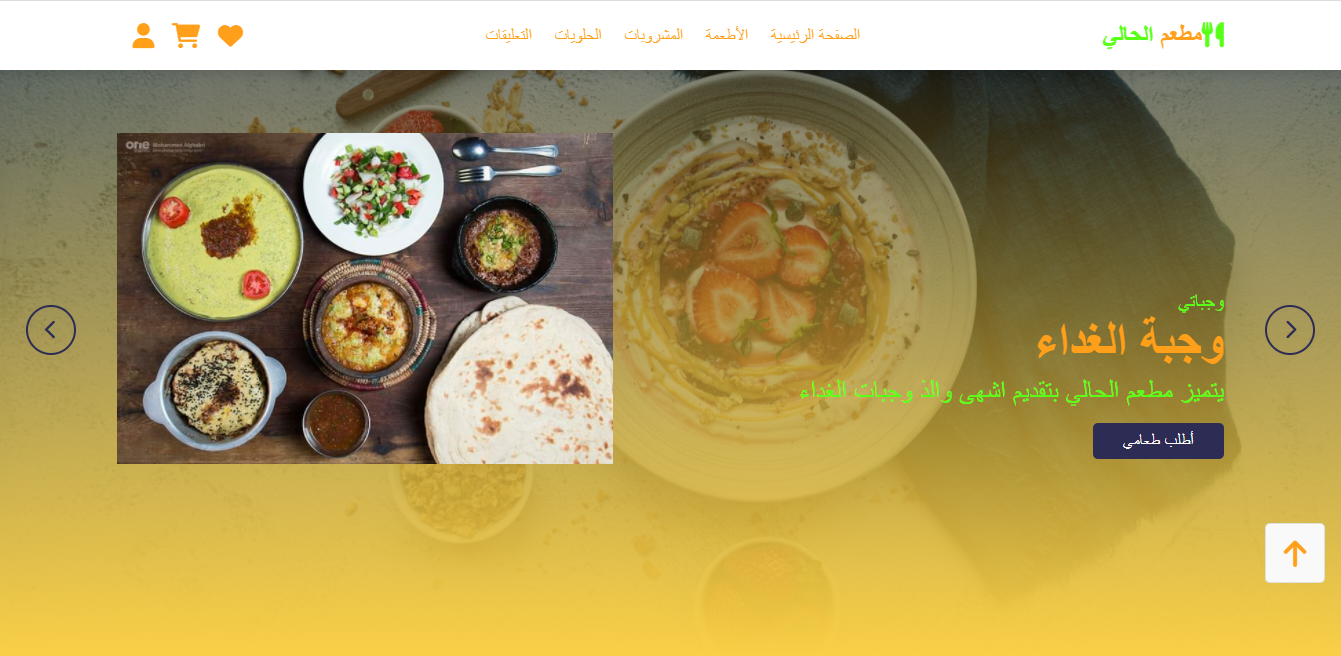 مطعم الحالي
الصفحة الرئيسية الأطعمة المشروبات الحلويات التعليقات
one Mohammed Alghabri
وجباتي
وجبة الغداء
يتميز مطعم الحالي بتقديم اشهى والذ وجبات الغداء
أطلب طعامي